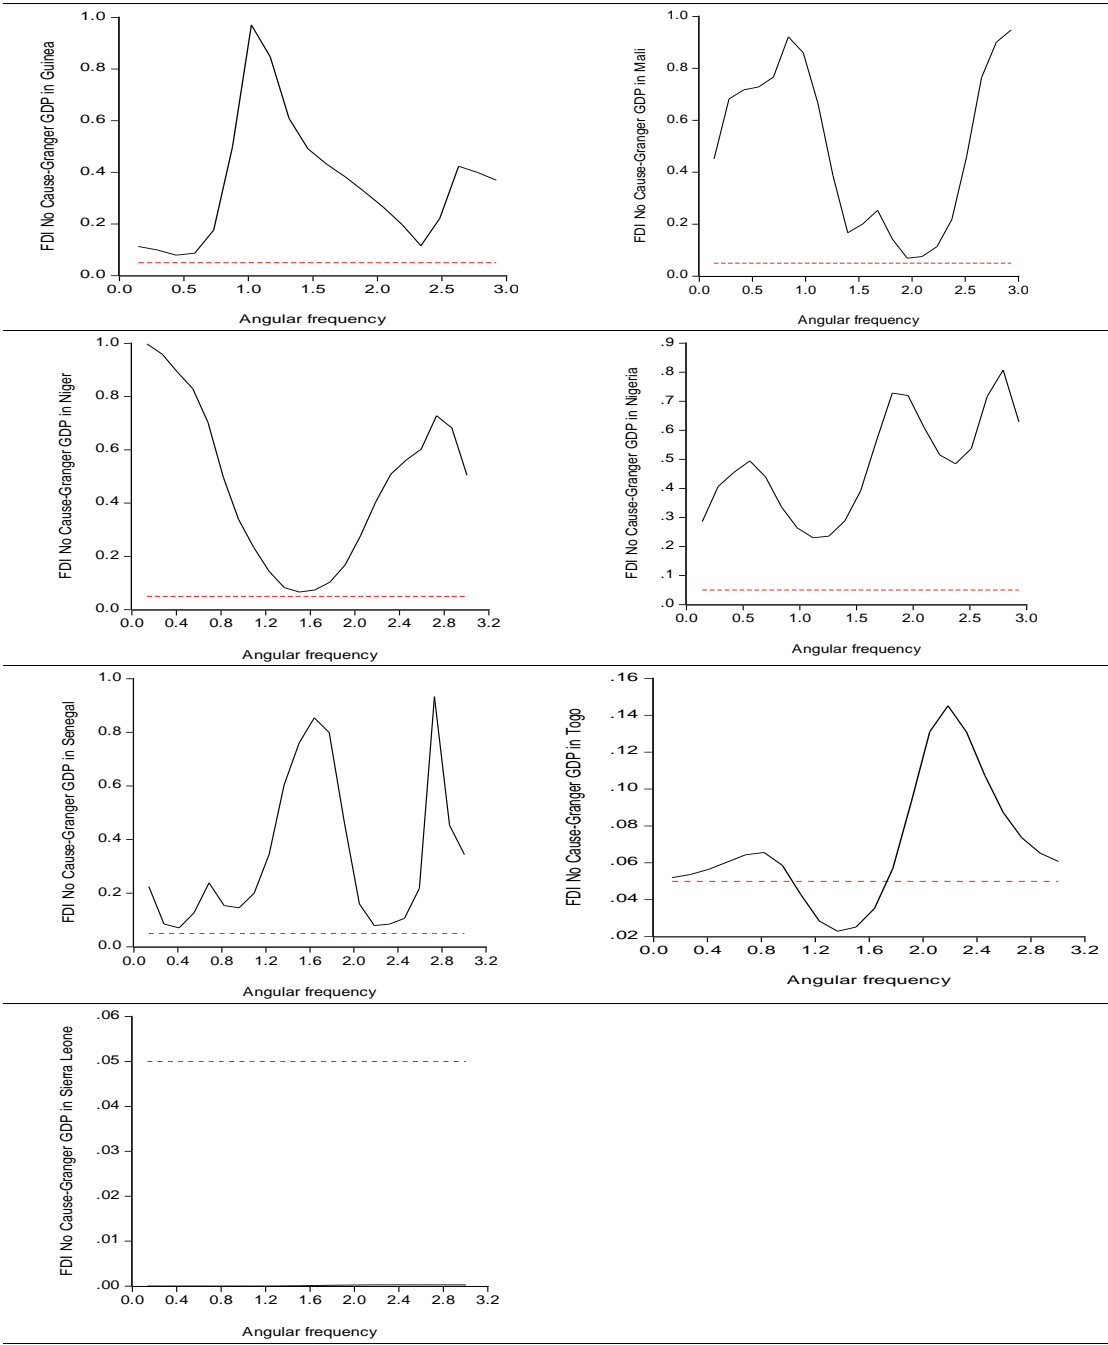 FDI No Cause-Granger GDP in Guinea
1.0
0.8
0.6
0.4
0.2
0.0
0.0 0.5 1.0 1.5 2.0 2.5 3.0
Angular frequency
FDI No Cause-Granger GDP in Mali
1.0
0.8
0.6
0.4
0.2
0.0
0.0 0.5 1.0 1.5 2.0 2.5 3.0
Angular frequency
FDI No Cause-Granger GDP in Niger
1.0
0.8
0.6
0.4
0.2
0.0
0.0 0.4 0.8 1.2 1.6 2.0 2.4 2.8 3.2
Angular frequency
FDI No Cause-Granger GDP in Nigeria
.9
.8
.7
.6
.5
.4
.3
.2
.1
.0
0.0 0.5 1.0 1.5 2.0 2.5 3.0
Angular frequency
FDI No Cause-Granger GDP in Senegal
1.0
0.8
0.6
0.4
0.2
0.0
0.0 0.4 0.8 1.2 1.6 2.0 2.4 2.8 3.2
Angular frequency
FDI No Cause-Granger GDP in Togo
.16
.14
.12
.10
.08
.06
.04
.02
0.0 0.4 0.8 1.2 1.6 2.0 2.4 2.8 3.2
Angular frequency
FDI No Cause-Granger GDP in Sierra Leone
.06
.05
.04
.03
.02
.01
.00
0.0 0.4 0.8 1.2 1.6 2.0 2.4 2.8 3.2
Angular frequency